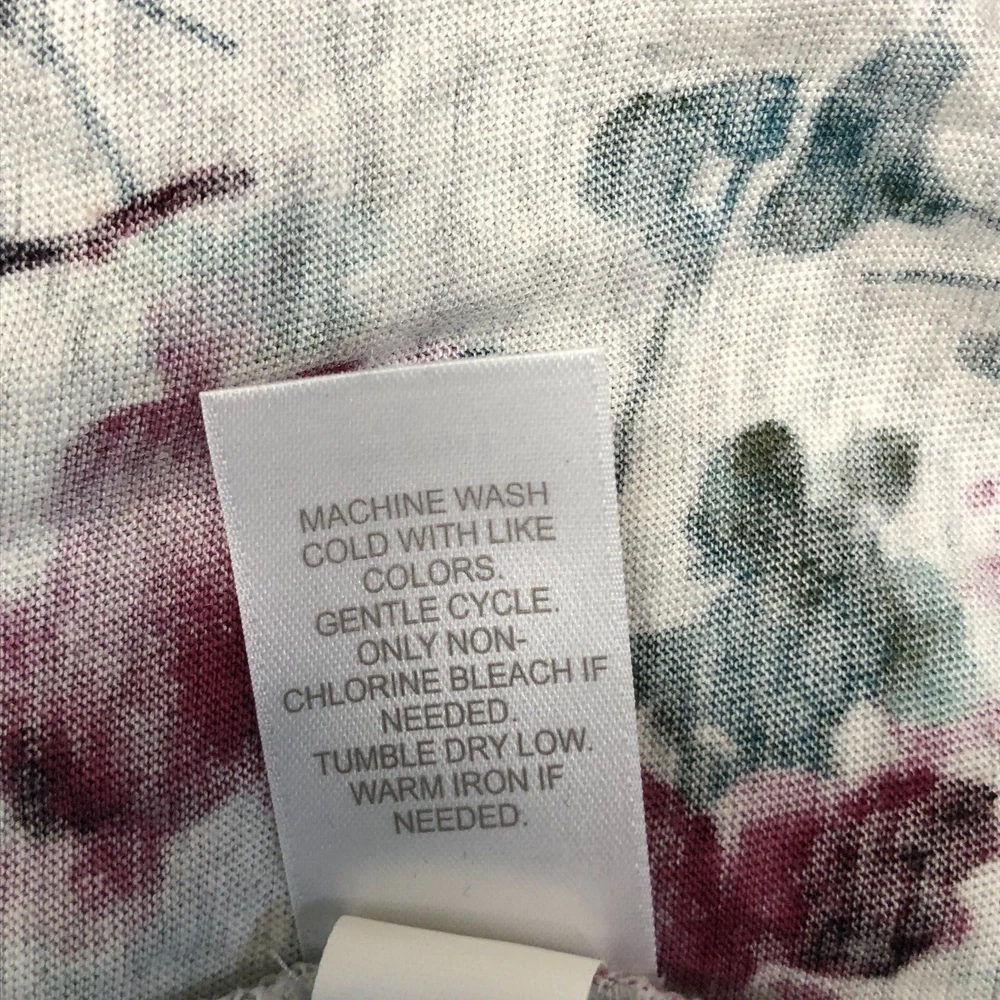 MACHINE WASH
COLD WITH LIKE
COLORS.
GENTLE CYCLE.
ONLY NON-
CHLORINE BLEACH IF
NEEDED.
TUMBLE DRY LOW.
WARM IRON IF
NEEDED.